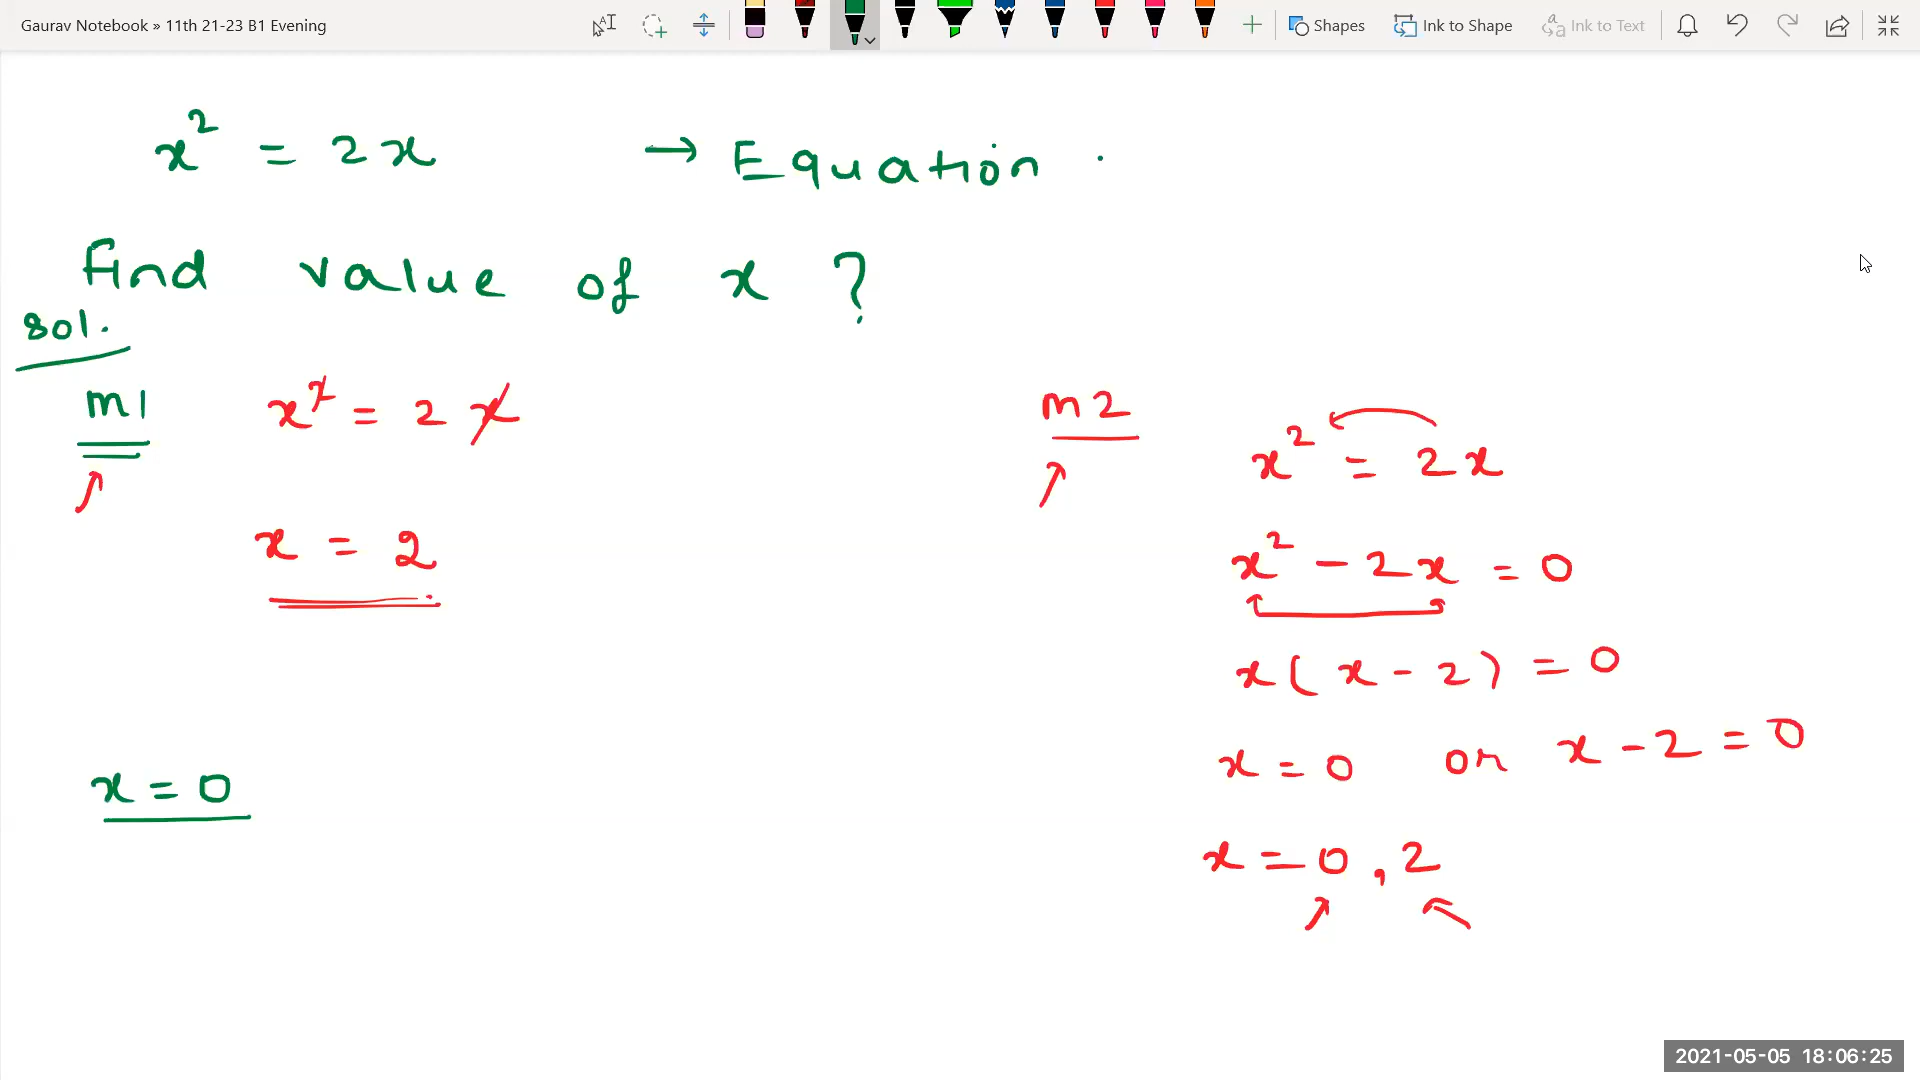 Gaurav Notebook » 11th 21-23 B1 Evening
Shapes
Ink to Shape
Ink to Text
x² = 2x → Equation .
Find value of x ?
Sol.
m1
x² = 2x
x = 2
x = 0
m2
x² = 2x
x² - 2x = 0
x(x - 2) = 0
x = 0 or x - 2 = 0
x = 0, 2
2021-05-05 18:06:25